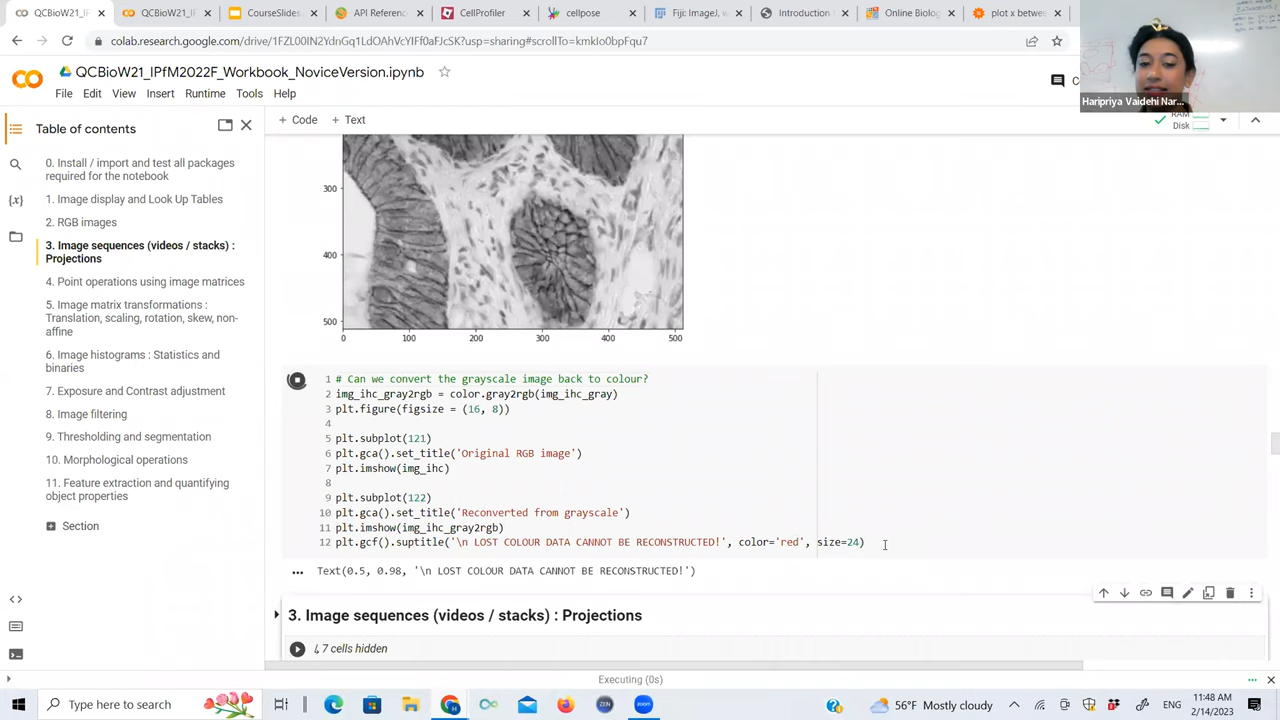 QCBioW21_IP
QCBioW21_IP
CourseSlides
API Referenc
CellProfiler
cellpose
Fiji: ImageJ, w
Introduction
Online Biolog
plot x betwe
colab.research.google.com/drive/1FZL00IN2YdnGq1LdOAhVcYIFf0aFJcSK?usp=sharing#scrollTo=kmkIo0bpFqu7
QCBioW21_IPfM2022F_Workbook_NoviceVersion.ipynb
File Edit View Insert Runtime Tools Help
Haripriya Vaidehi Nar...
Table of contents
+ Code + Text
RAM
Disk
0. Install / import and test all packages
required for the notebook
1. Image display and Look Up Tables
2. RGB images
3. Image sequences (videos / stacks) :
Projections
4. Point operations using image matrices
5. Image matrix transformations :
Translation, scaling, rotation, skew, non-
affine
6. Image histograms : Statistics and
binaries
7. Exposure and Contrast adjustment
8. Image filtering
9. Thresholding and segmentation
10. Morphological operations
11. Feature extraction and quantifying
object properties
Section
300
400
500
0 100 200 300 400 500
1 # Can we convert the grayscale image back to colour?
2 img_ihc_gray2rgb = color.gray2rgb(img_ihc_gray)
3 plt.figure(figsize = (16, 8))
4
5 plt.subplot(121)
6 plt.gca().set_title('Original RGB image')
7 plt.imshow(img_ihc)
8
9 plt.subplot(122)
10 plt.gca().set_title('Reconverted from grayscale')
11 plt.imshow(img_ihc_gray2rgb)
12 plt.gcf().suptitle('\n LOST COLOUR DATA CANNOT BE RECONSTRUCTED!', color='red', size=24)
Text(0.5, 0.98, '\n LOST COLOUR DATA CANNOT BE RECONSTRUCTED!')
3. Image sequences (videos / stacks) : Projections
7 cells hidden
Executing (0s)
Type here to search
ZEN
zoom
56°F Mostly cloudy
ENG
11:48 AM
2/14/2023